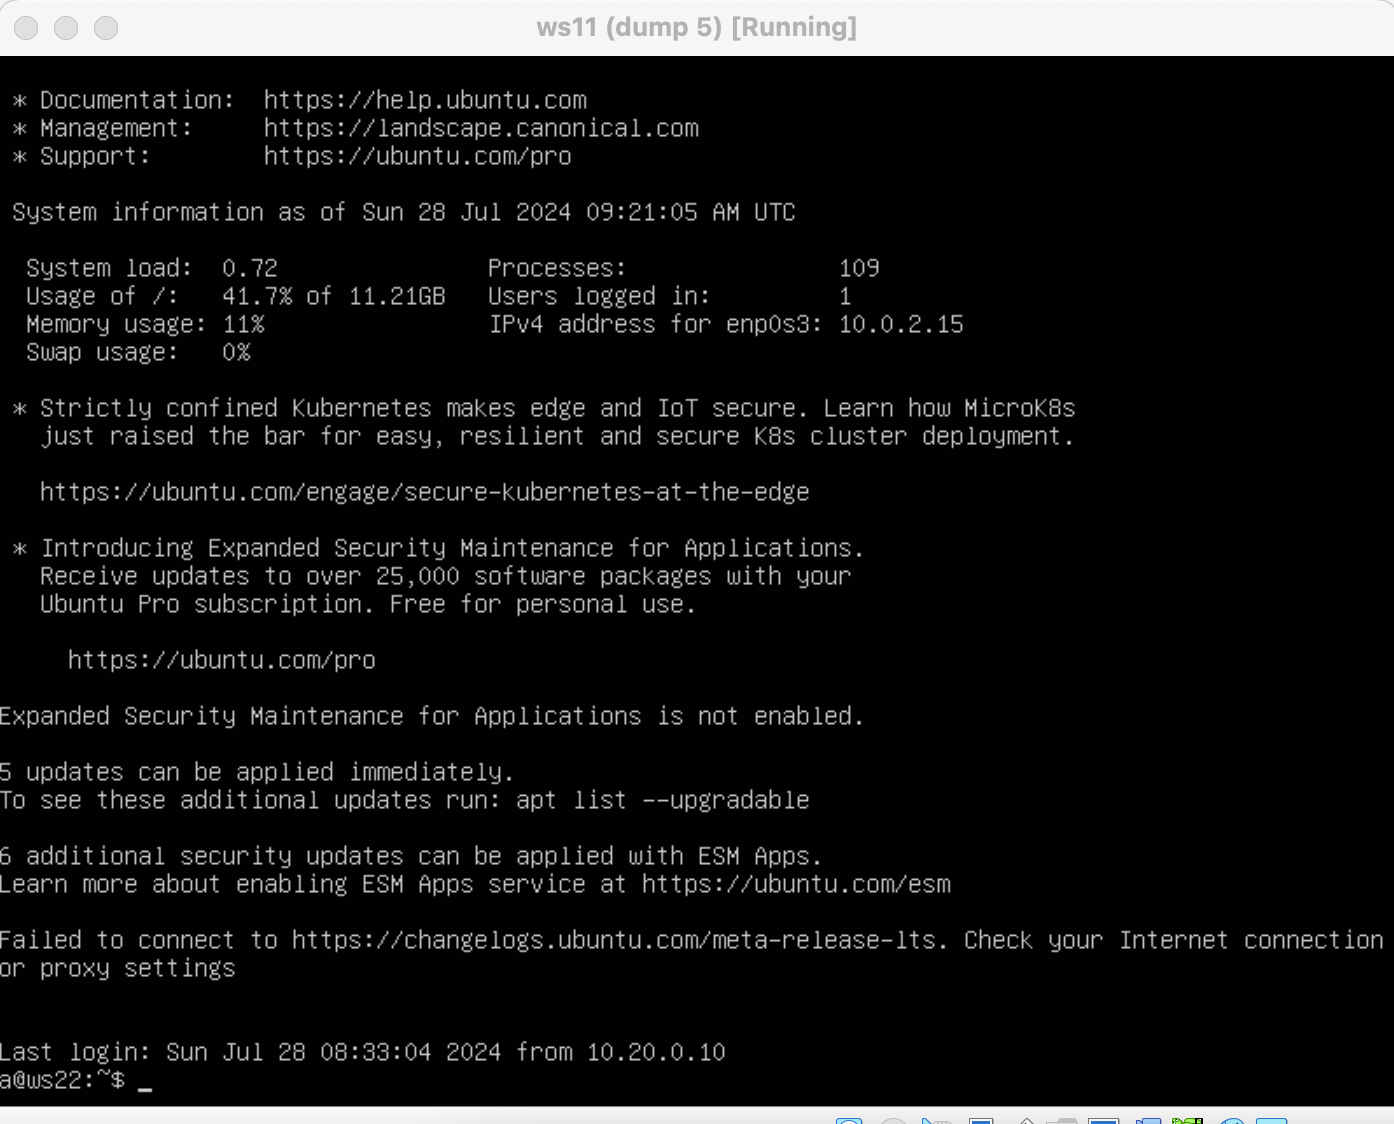 ws11 (dump 5) [Running]
* Documentation:  https://help.ubuntu.com
* Management:     https://landscape.canonical.com
* Support:        https://ubuntu.com/pro
System information as of Sun 28 Jul 2024 09:21:05 AM UTC
System load:  0.72               Processes:               109
Usage of /:   41.7% of 11.21GB   Users logged in:         1
Memory usage: 11%                IPv4 address for enp0s3: 10.0.2.15
Swap usage:   0%
* Strictly confined Kubernetes makes edge and IoT secure. Learn how MicroK8s
just raised the bar for easy, resilient and secure K8s cluster deployment.
https://ubuntu.com/engage/secure-kubernetes-at-the-edge
* Introducing Expanded Security Maintenance for Applications.
Receive updates to over 25,000 software packages with your
Ubuntu Pro subscription. Free for personal use.
https://ubuntu.com/pro
Expanded Security Maintenance for Applications is not enabled.
5 updates can be applied immediately.
To see these additional updates run: apt list --upgradable
6 additional security updates can be applied with ESM Apps.
Learn more about enabling ESM Apps service at https://ubuntu.com/esm
Failed to connect to https://changelogs.ubuntu.com/meta-release-lts. Check your Internet connection
or proxy settings
Last login: Sun Jul 28 08:33:04 2024 from 10.20.0.10
a@ws22:~$ _